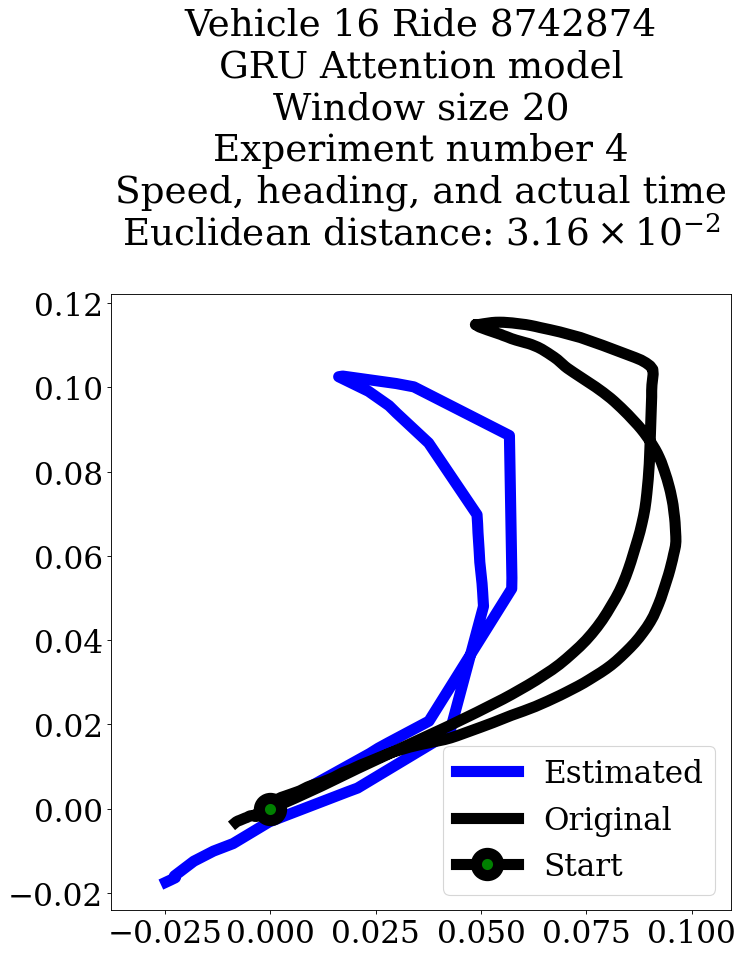 Vehicle 16 Ride 8742874
GRU Attention model
Window size 20
Experiment number 4
Speed, heading, and actual time
Euclidean distance: 3.16 × 10⁻²
0.12
0.10
0.08
0.06
0.04
0.02
0.00
−0.02
Estimated
Original
Start
−0.025 0.000 0.025 0.050 0.075 0.100